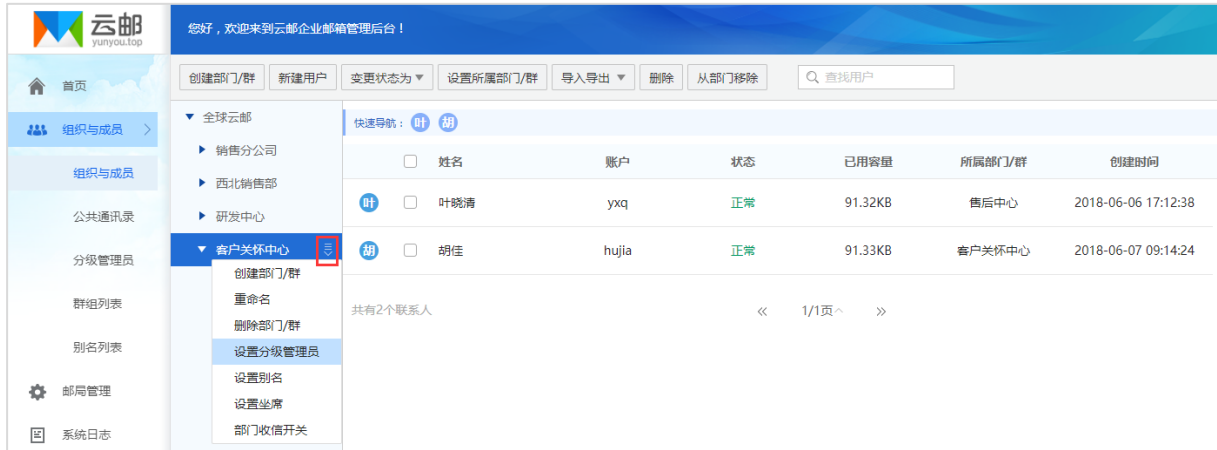 云邮
yunyou.top
您好，欢迎来到云邮企业邮箱管理后台！
首页
组织与成员
组织与成员
公共通讯录
分级管理员
群组列表
别名列表
邮局管理
系统日志
创建部门/群 新建用户 变更状态为 设置所属部门/群 导入导出 删除 从部门移除 查找用户
全球云邮
销售分公司
西北销售部
研发中心
客户关怀中心
创建部门/群
重命名
删除部门/群
设置分级管理员
设置别名
设置坐席
部门收信开关
快速导航： 叶 胡
姓名 账户 状态 已用容量 所属部门/群 创建时间
叶 叶晓清 yxq 正常 91.32KB 售后中心 2018-06-06 17:12:38
胡 胡佳 hujia 正常 91.33KB 客户关怀中心 2018-06-07 09:14:24
共有2个联系人 « 1/1页 »